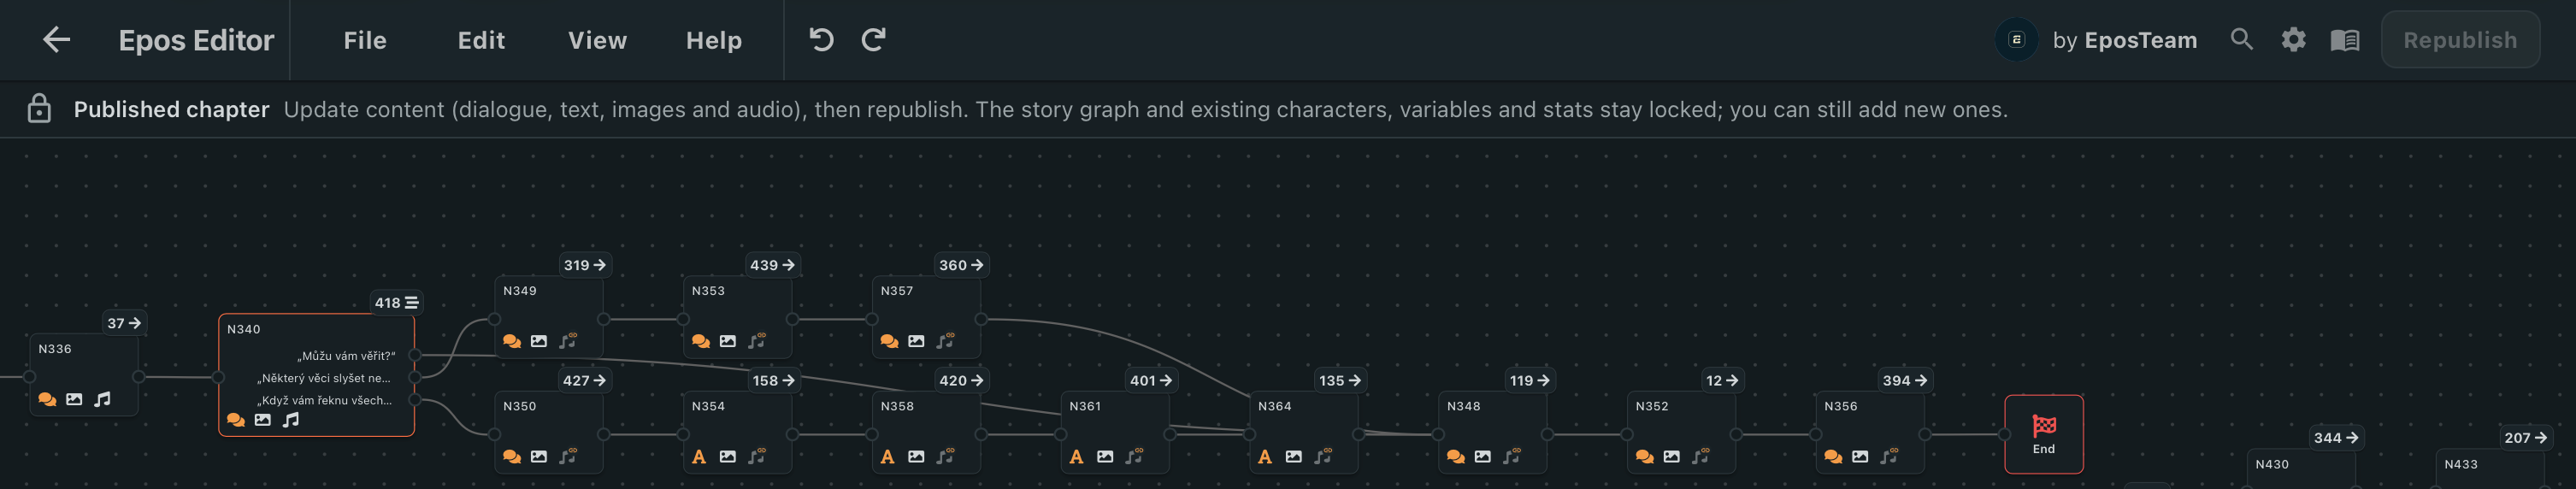 Epos Editor File Edit View Help by EposTeam Republish
Published chapter Update content (dialogue, text, images and audio), then republish. The story graph and existing characters, variables and stats stay locked; you can still add new ones.
319 439 360
N349 N353 N357
418
37
N340
N336
„Můžu vám věřit?“
„Některý věci slyšet ne...
„Když vám řeknu všech...
427 158 420 401 135 119 12 394
N350 N354 N358 N361 N364 N348 N352 N356
A A A A
End
344 207
N430 N433